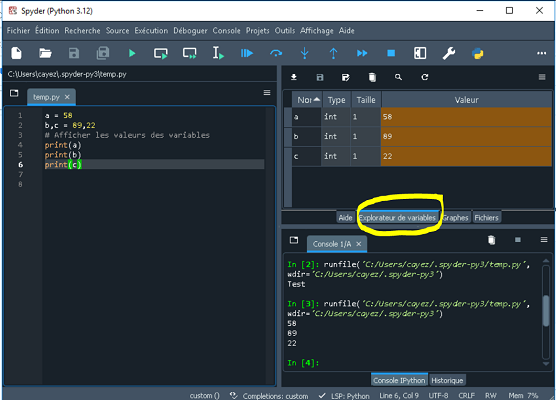 Spyder (Python 3.12)
Fichier Édition Recherche Source Exécution Déboguer Console Projets Outils Affichage Aide
C:\Users\cayez\.spyder-py3\temp.py
temp.py
1 a = 58
2 b,c = 89,22
3 # Afficher les valeurs des variables
4 print(a)
5 print(b)
6 print(c)
7
8
Type Taille Valeur
a int 1 58
b int 1 89
c int 1 22
Aide Explorateur de variables Graphes Fichiers
Console 1/A
In [2]: runfile('C:/Users/cayez/.spyder-py3/temp.py',
wdir='C:/Users/cayez/.spyder-py3')
Test
In [3]: runfile('C:/Users/cayez/.spyder-py3/temp.py',
wdir='C:/Users/cayez/.spyder-py3')
58
89
22
In [4]:
Console IPython Historique
custom () Completions: custom LSP: Python Line 6, Col 9 UTF-8 CRLF RW Mem 7%